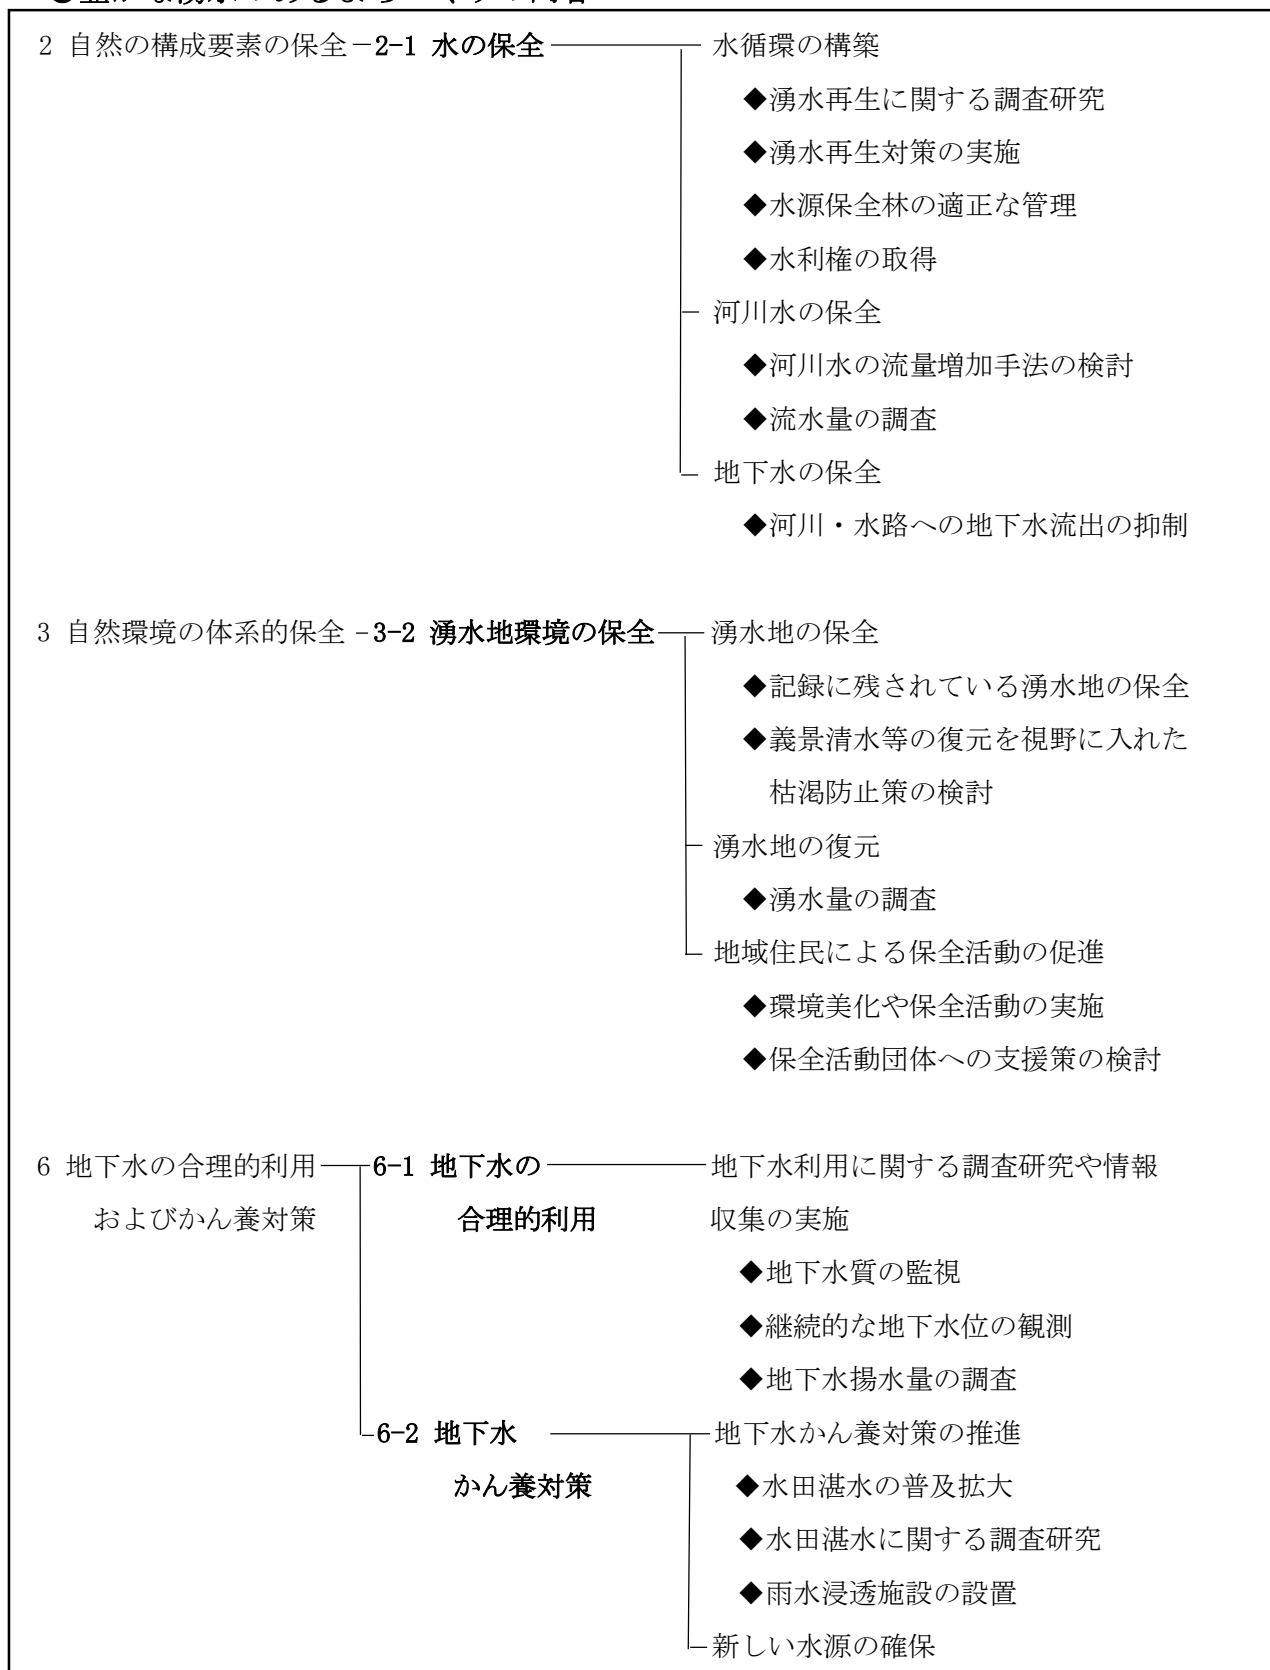 2 自然の構成要素の保全－2-1 水の保全 水循環の構築
◆湧水再生に関する調査研究
◆湧水再生対策の実施
◆水源保全林の適正な管理
◆水利権の取得
河川水の保全
◆河川水の流量増加手法の検討
◆流水量の調査
地下水の保全
◆河川・水路への地下水流出の抑制
3 自然環境の体系的保全－3-2 湧水地環境の保全 湧水地の保全
◆記録に残されている湧水地の保全
◆義景清水等の復元を視野に入れた
枯渇防止策の検討
湧水地の復元
◆湧水量の調査
地域住民による保全活動の促進
◆環境美化や保全活動の実施
◆保全活動団体への支援策の検討
6 地下水の合理的利用 6-1 地下水の 地下水利用に関する調査研究や情報
およびかん養対策 合理的利用 収集の実施
◆地下水質の監視
◆継続的な地下水位の観測
◆地下水揚水量の調査
6-2 地下水 地下水かん養対策の推進
かん養対策 ◆水田湛水の普及拡大
◆水田湛水に関する調査研究
◆雨水浸透施設の設置
新しい水源の確保